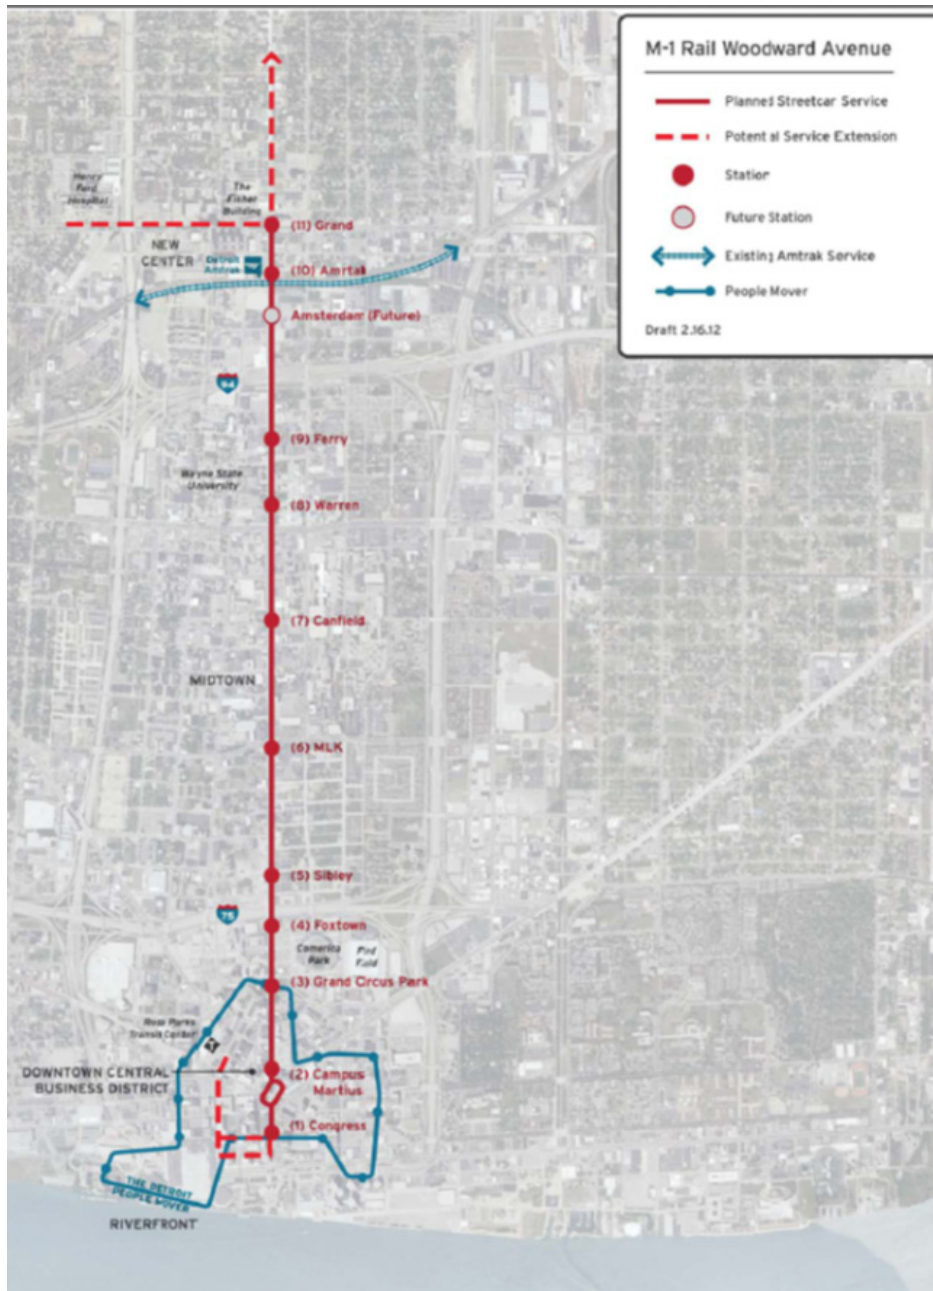 M-1 Rail Woodward Avenue
Planned Streetcar Service
Potential Service Extension
Station
Future Station
Existing Amtrak Service
People Mover
Draft 2.16.12
Henry
Ford
Hospital
The
Fisher
Building
(11) Grand
NEW
CENTER
Detroit
Amtrak
(10) Amrtak
Amsterdam (Future)
94
(9) Ferry
Wayne State
University
(8) Warren
(7) Canfield
MIDTOWN
(6) MLK
(5) Sibley
75
(4) Foxtown
Comerica
Park
Ford
Field
(3) Grand Circus Park
Rosa Parks
Transit Center
DOWNTOWN CENTRAL
BUSINESS DISTRICT
(2) Campus
Martius
(1) Congress
THE DETROIT
PEOPLE MOVER
RIVERFRONT